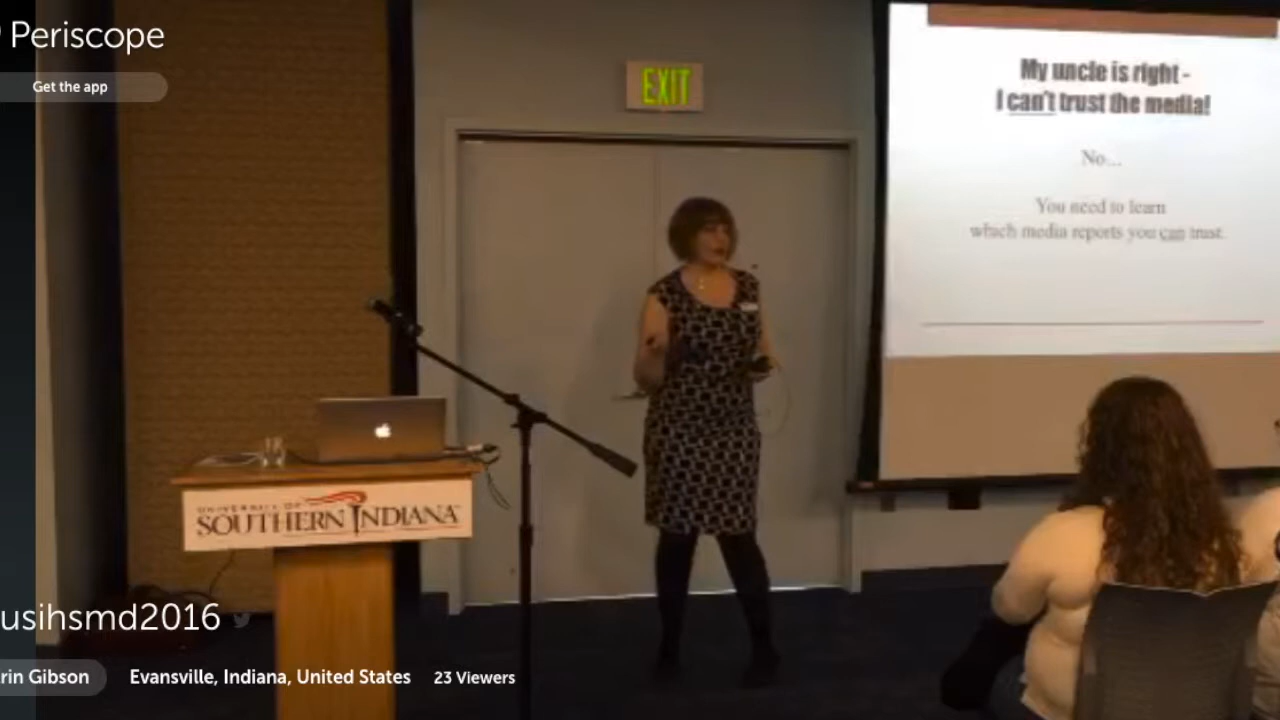 Periscope
Get the app
EXIT
My uncle is right -
I can't trust the media!
No...
You need to learn
which media reports you can trust.
UNIVERSITY OF
SOUTHERN INDIANA
usihsmd2016
rin Gibson
Evansville, Indiana, United States
23 Viewers